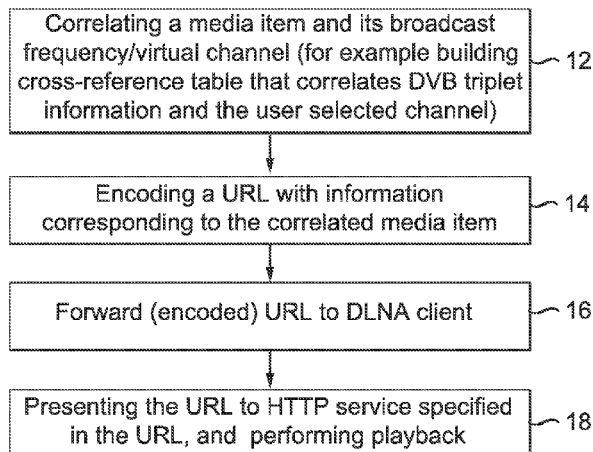 Correlating a media item and its broadcast
frequency/virtual channel (for example building
cross-reference table that correlates DVB triplet
information and the user selected channel)
12
Encoding a URL with information
corresponding to the correlated media item
14
Forward (encoded) URL to DLNA client
16
Presenting the URL to HTTP service specified
in the URL, and performing playback
18